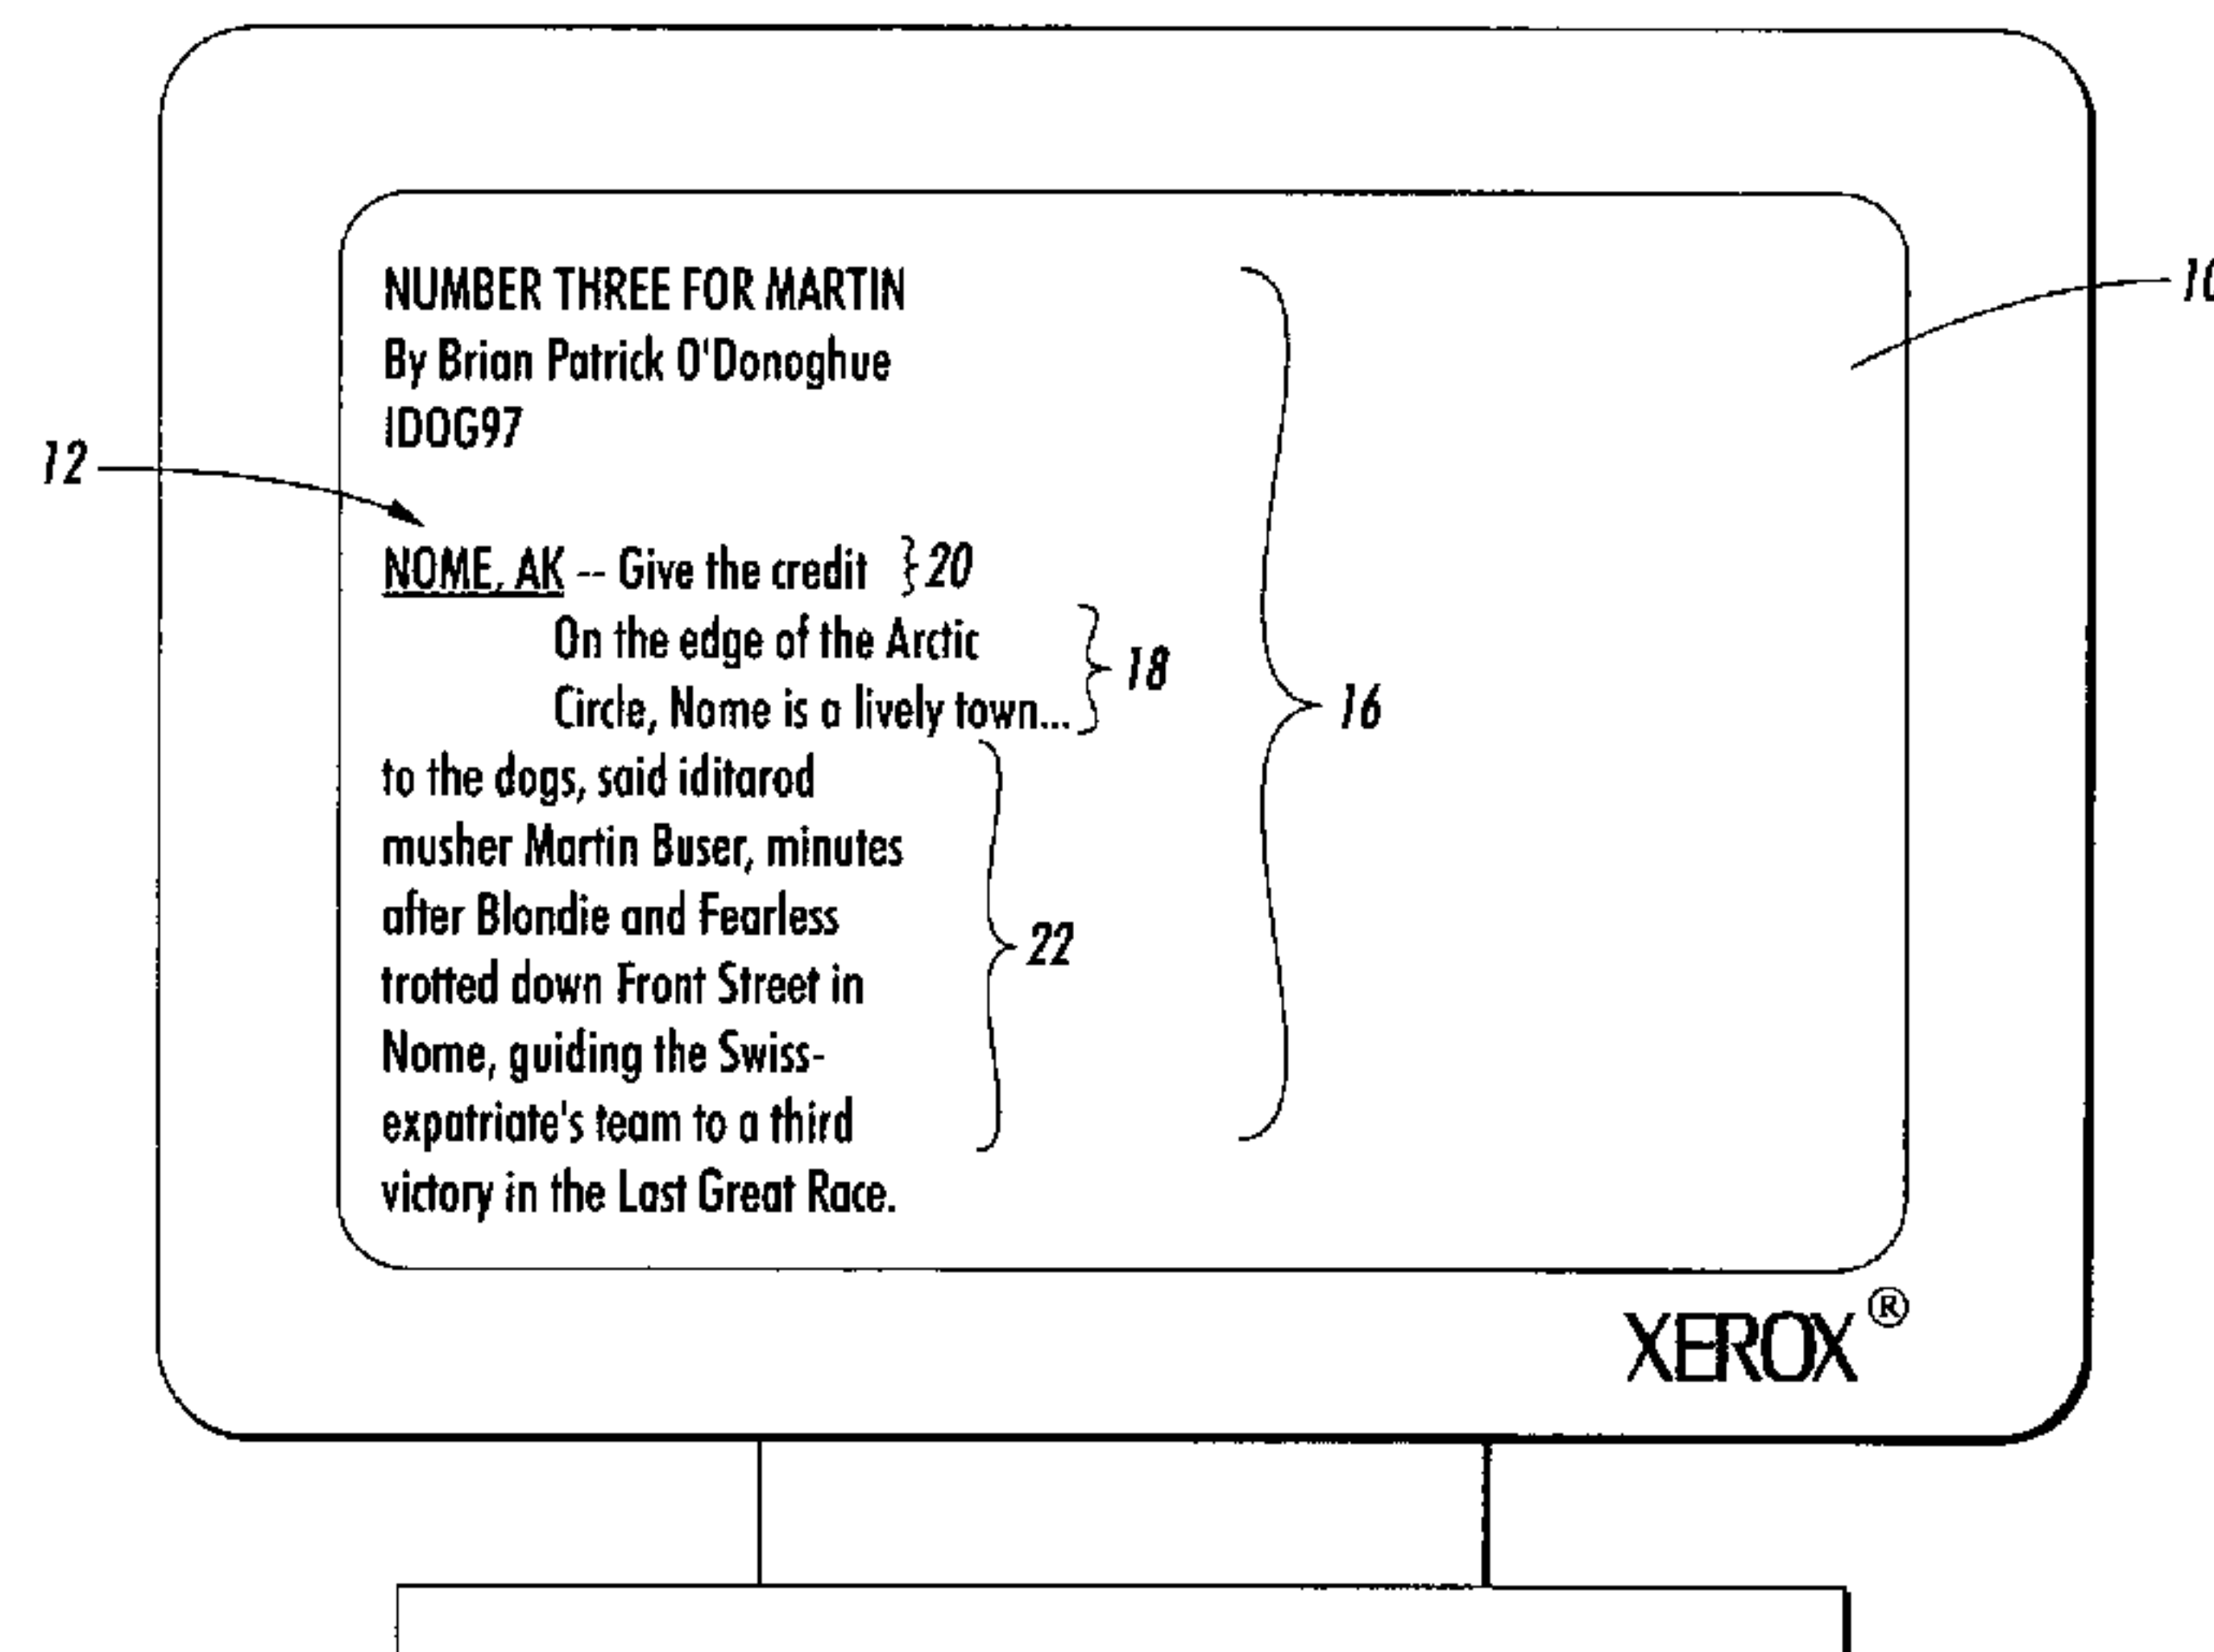 NUMBER THREE FOR MARTIN
By Brian Patrick O'Donoghue
IDOG97
10
12
NOME, AK -- Give the credit 20
On the edge of the Arctic
Circle, Nome is a lively town...
18
16
to the dogs, said iditarod
musher Martin Buser, minutes
after Blondie and Fearless
22
trotted down Front Street in
Nome, guiding the Swiss-
expatriate's team to a third
victory in the Last Great Race.
XEROX®